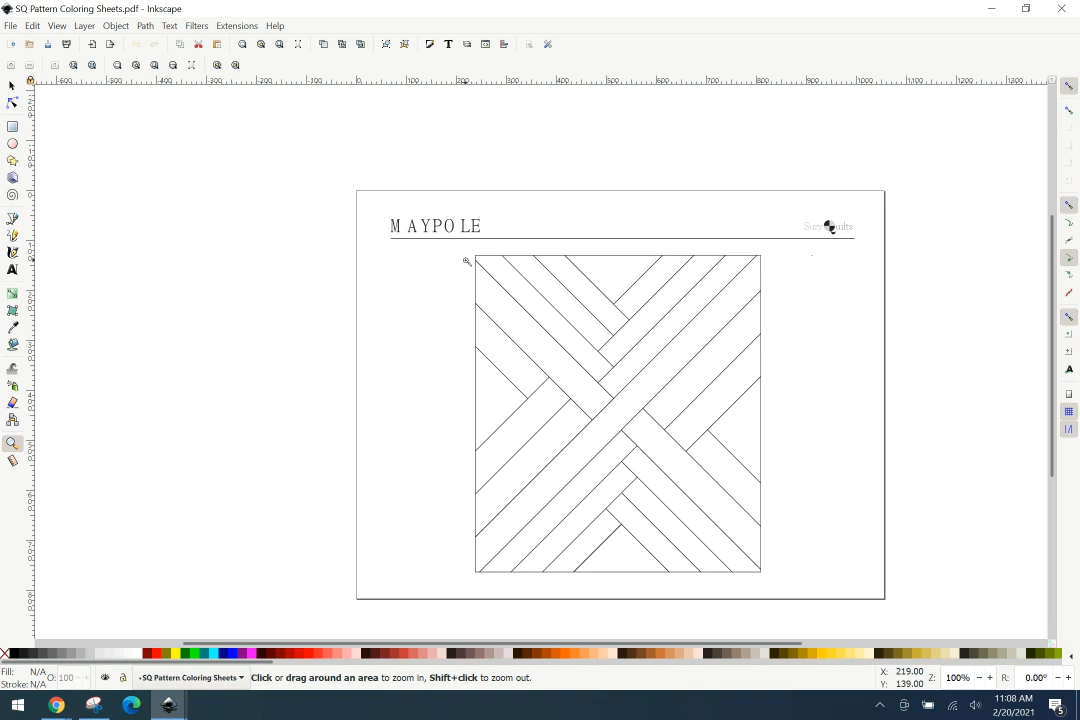 SQ Pattern Coloring Sheets.pdf - Inkscape
File Edit View Layer Object Path Text Filters Extensions Help
MAYPOLE
Suzy Quilts
Fill: N/A
Stroke: N/A
O: 100
•SQ Pattern Coloring Sheets
Click or drag around an area to zoom in, Shift+click to zoom out.
X: 219.00
Y: 139.00
Z: 100%
R: 0.00°
11:08 AM
2/20/2021
5